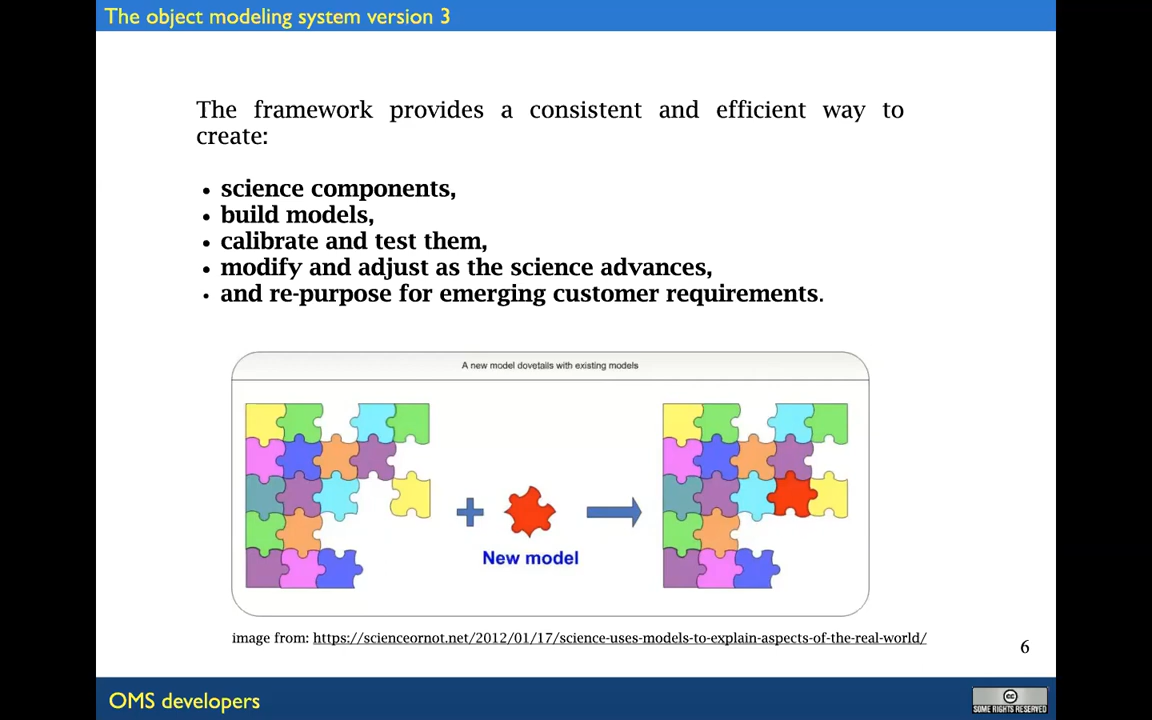 The object modeling system version 3
The framework provides a consistent and efficient way to
create:
• science components,
• build models,
• calibrate and test them,
• modify and adjust as the science advances,
• and re-purpose for emerging customer requirements.
A new model dovetails with existing models
New model
image from: https://scienceornot.net/2012/01/17/science-uses-models-to-explain-aspects-of-the-real-world/
6
OMS developers
cc
SOME RIGHTS RESERVED